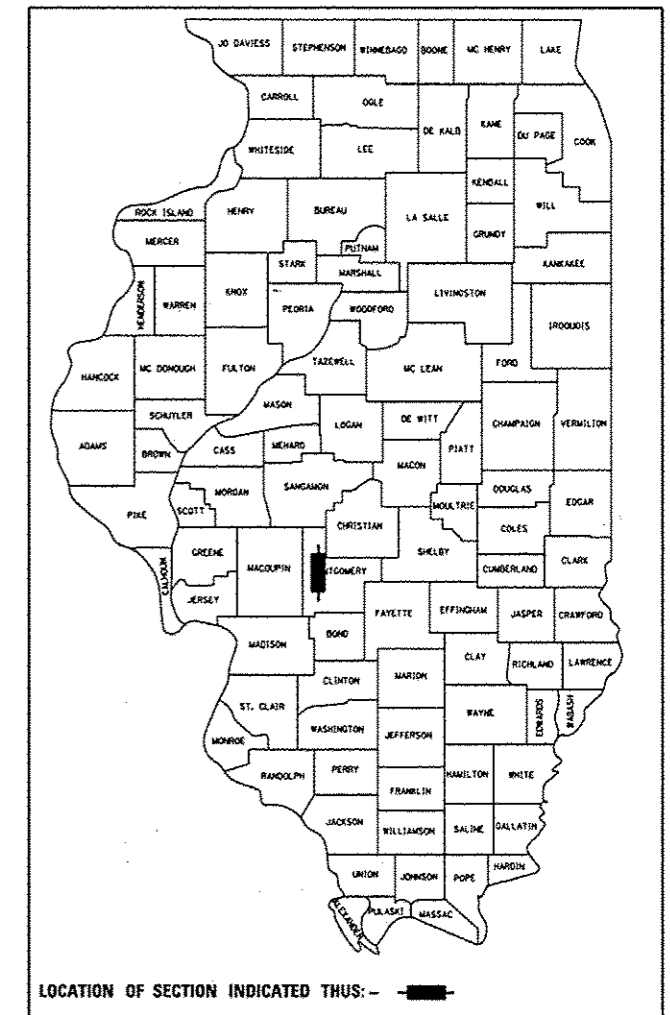 JO DAVIESS STEPHENSON WINNEBAGO BOONE MC HENRY LAKE
CARROLL OGLE DE KALB KANE DU PAGE COOK
WHITESIDE LEE KENDALL WILL
ROCK ISLAND HENRY BUREAU LA SALLE GRUNDY
MERCER STARK PUTNAM MARSHALL KANKAKEE
HENDERSON WARREN KNOX PEORIA WOODFORD LIVINGSTON IROQUOIS
HANCOCK MC DONOUGH FULTON TAZEWELL MC LEAN FORD
SCHUYLER MASON LOGAN DE WITT CHAMPAIGN VERMILION
ADAMS BROWN CASS MENARD MACON PIATT
PIKE SCOTT MORGAN SANGAMON CHRISTIAN MOULTRIE DOUGLAS EDGAR
COLES
CALHOUN GREENE MACOUPIN NTGOMERY SHELBY CUMBERLAND CLARK
JERSEY FAYETTE EFFINGHAM JASPER CRAWFORD
MADISON BOND CLAY RICHLAND LAWRENCE
CLINTON MARION
ST. CLAIR WASHINGTON WAYNE EDWARDS WABASH
MONROE JEFFERSON
RANDOLPH PERRY HAMILTON WHITE
FRANKLIN
JACKSON WILLIAMSON SALINE GALLATIN
UNION JOHNSON POPE HARDIN
ALEXANDER PULASKI MASSAC
LOCATION OF SECTION INDICATED THUS:-